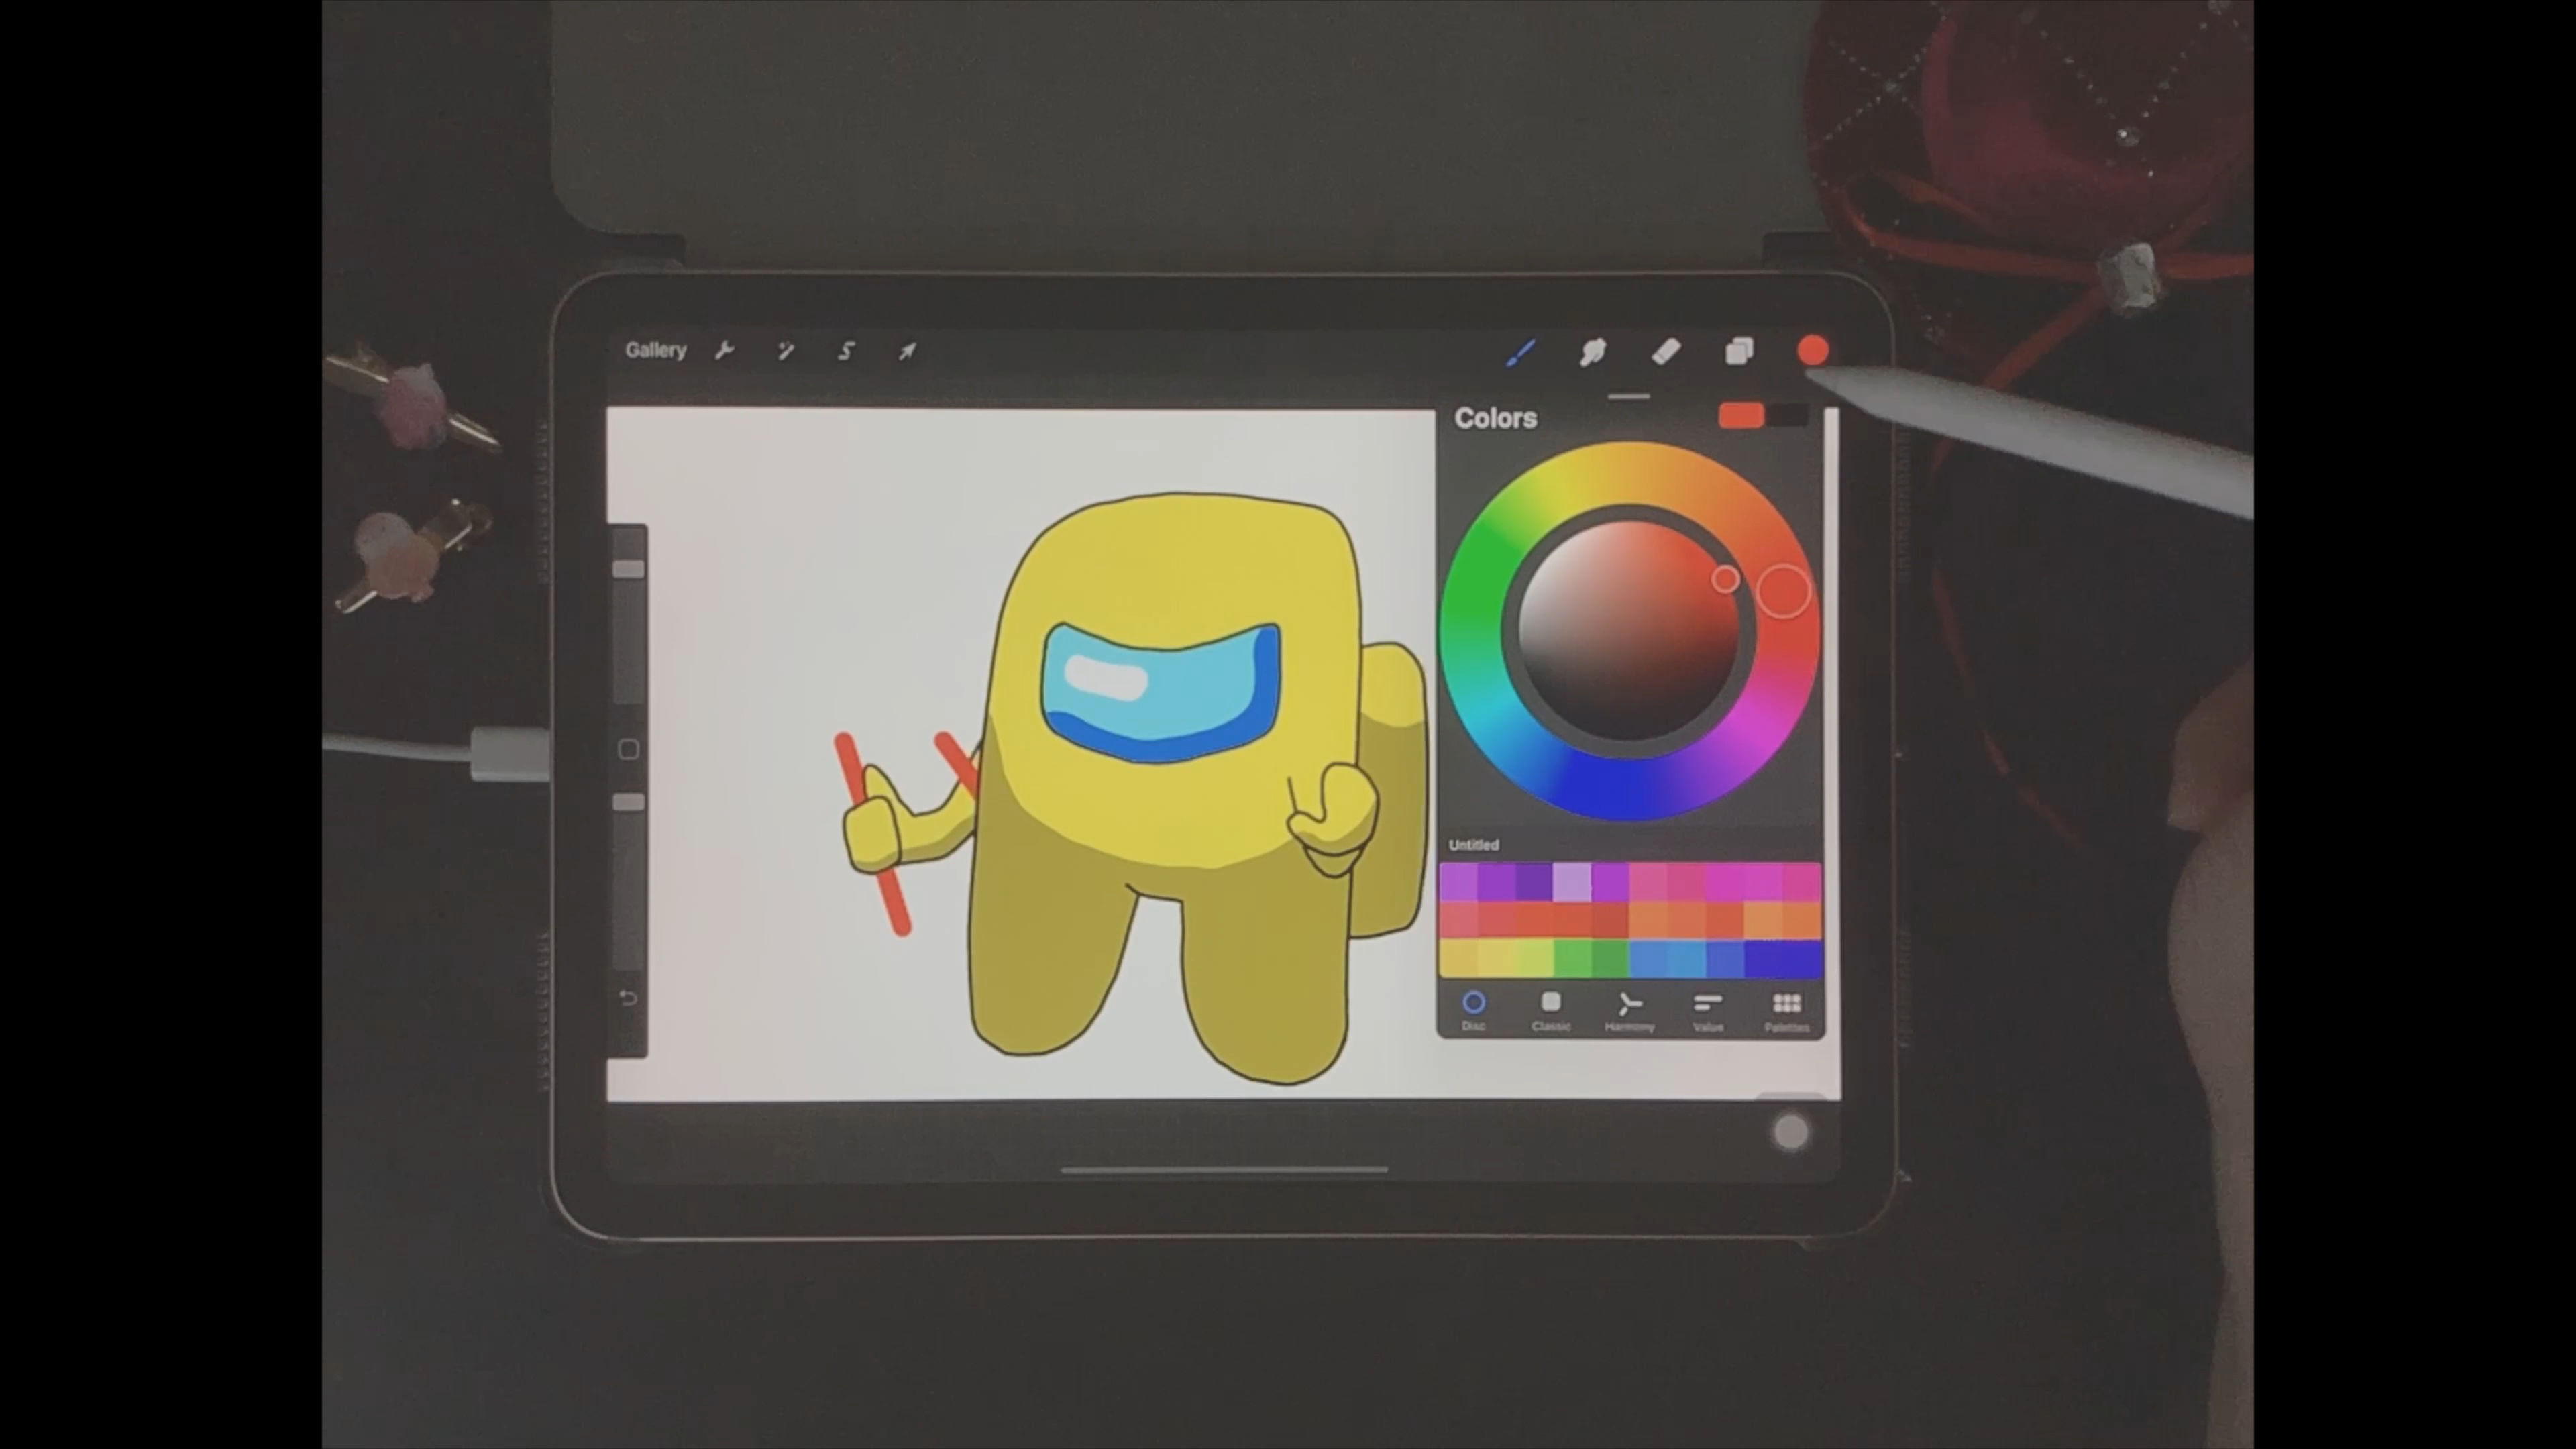 Gallery
Colors
Untitled
Disc
Classic
Harmony
Value
Palettes